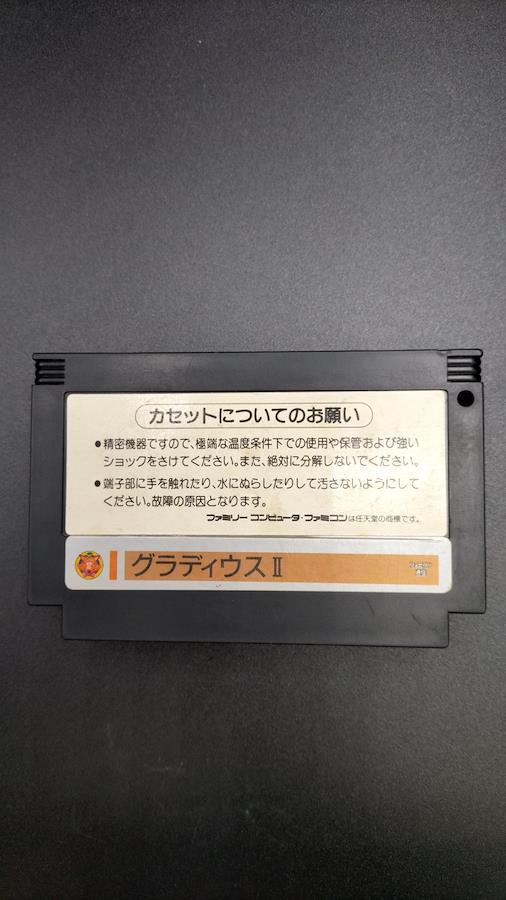 カセットについてのお願い
●精密機器ですので、極端な温度条件下での使用や保管および強い
ショックをさけてください。また、絶対に分解しないでください。
●端子部に手を触れたり、水にぬらしたりして汚さないようにして
ください。故障の原因となります。
ファミリー コンピュータ・ファミコンは任天堂の商標です。
グラディウスⅡ